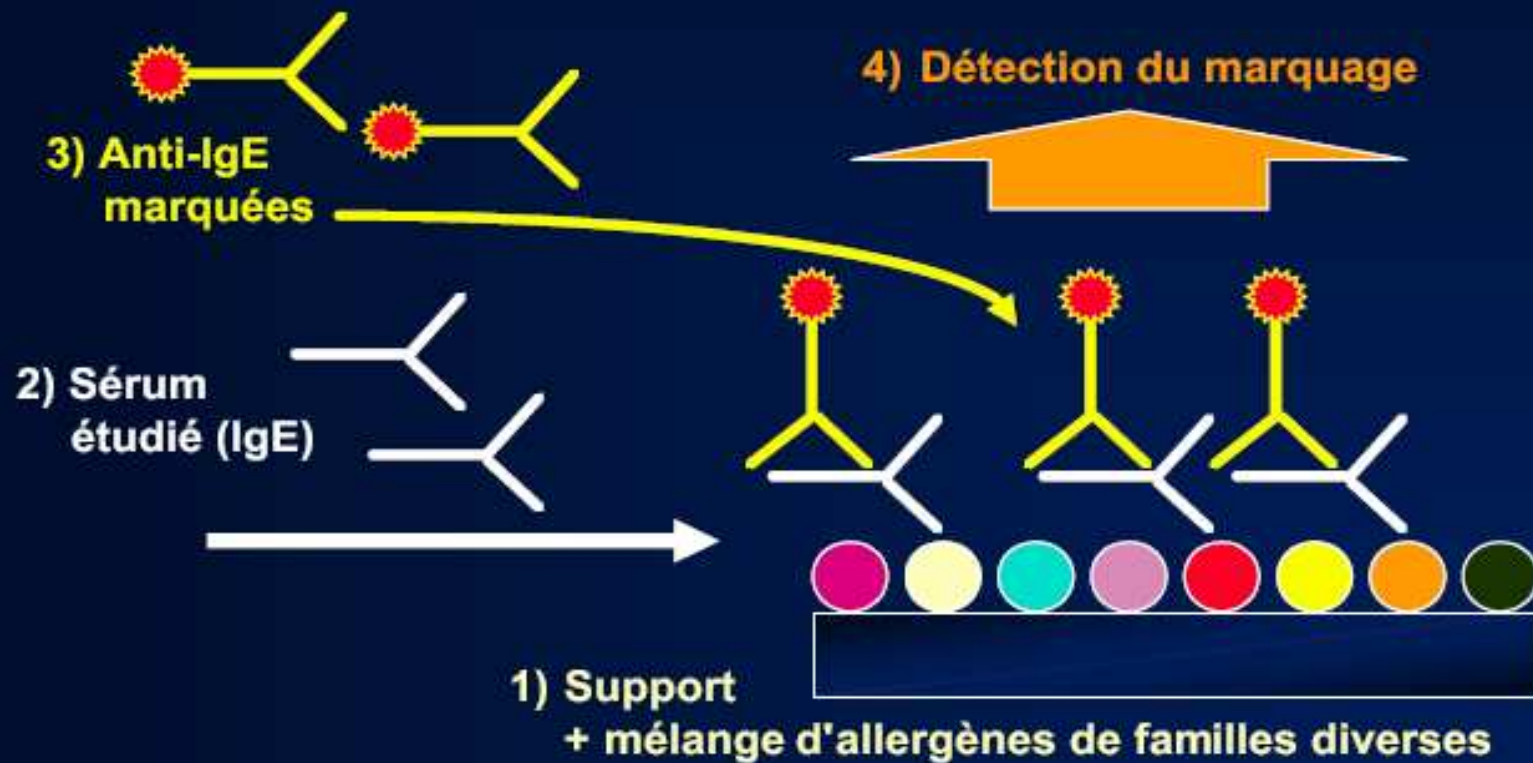 4) Détection du marquage
3) Anti-IgE
marquées
2) Sérum
étudié (IgE)
1) Support
+ mélange d'allergènes de familles diverses